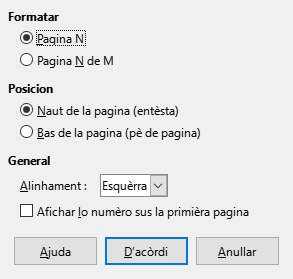 Formatar
Pagina N
Pagina N de M
Posicion
Naut de la pagina (entèsta)
Bas de la pagina (pè de pagina)
General
Alinhament : Esquèrra
Afichar lo numèro sus la primièra pagina
Ajuda D'acòrdi Anullar